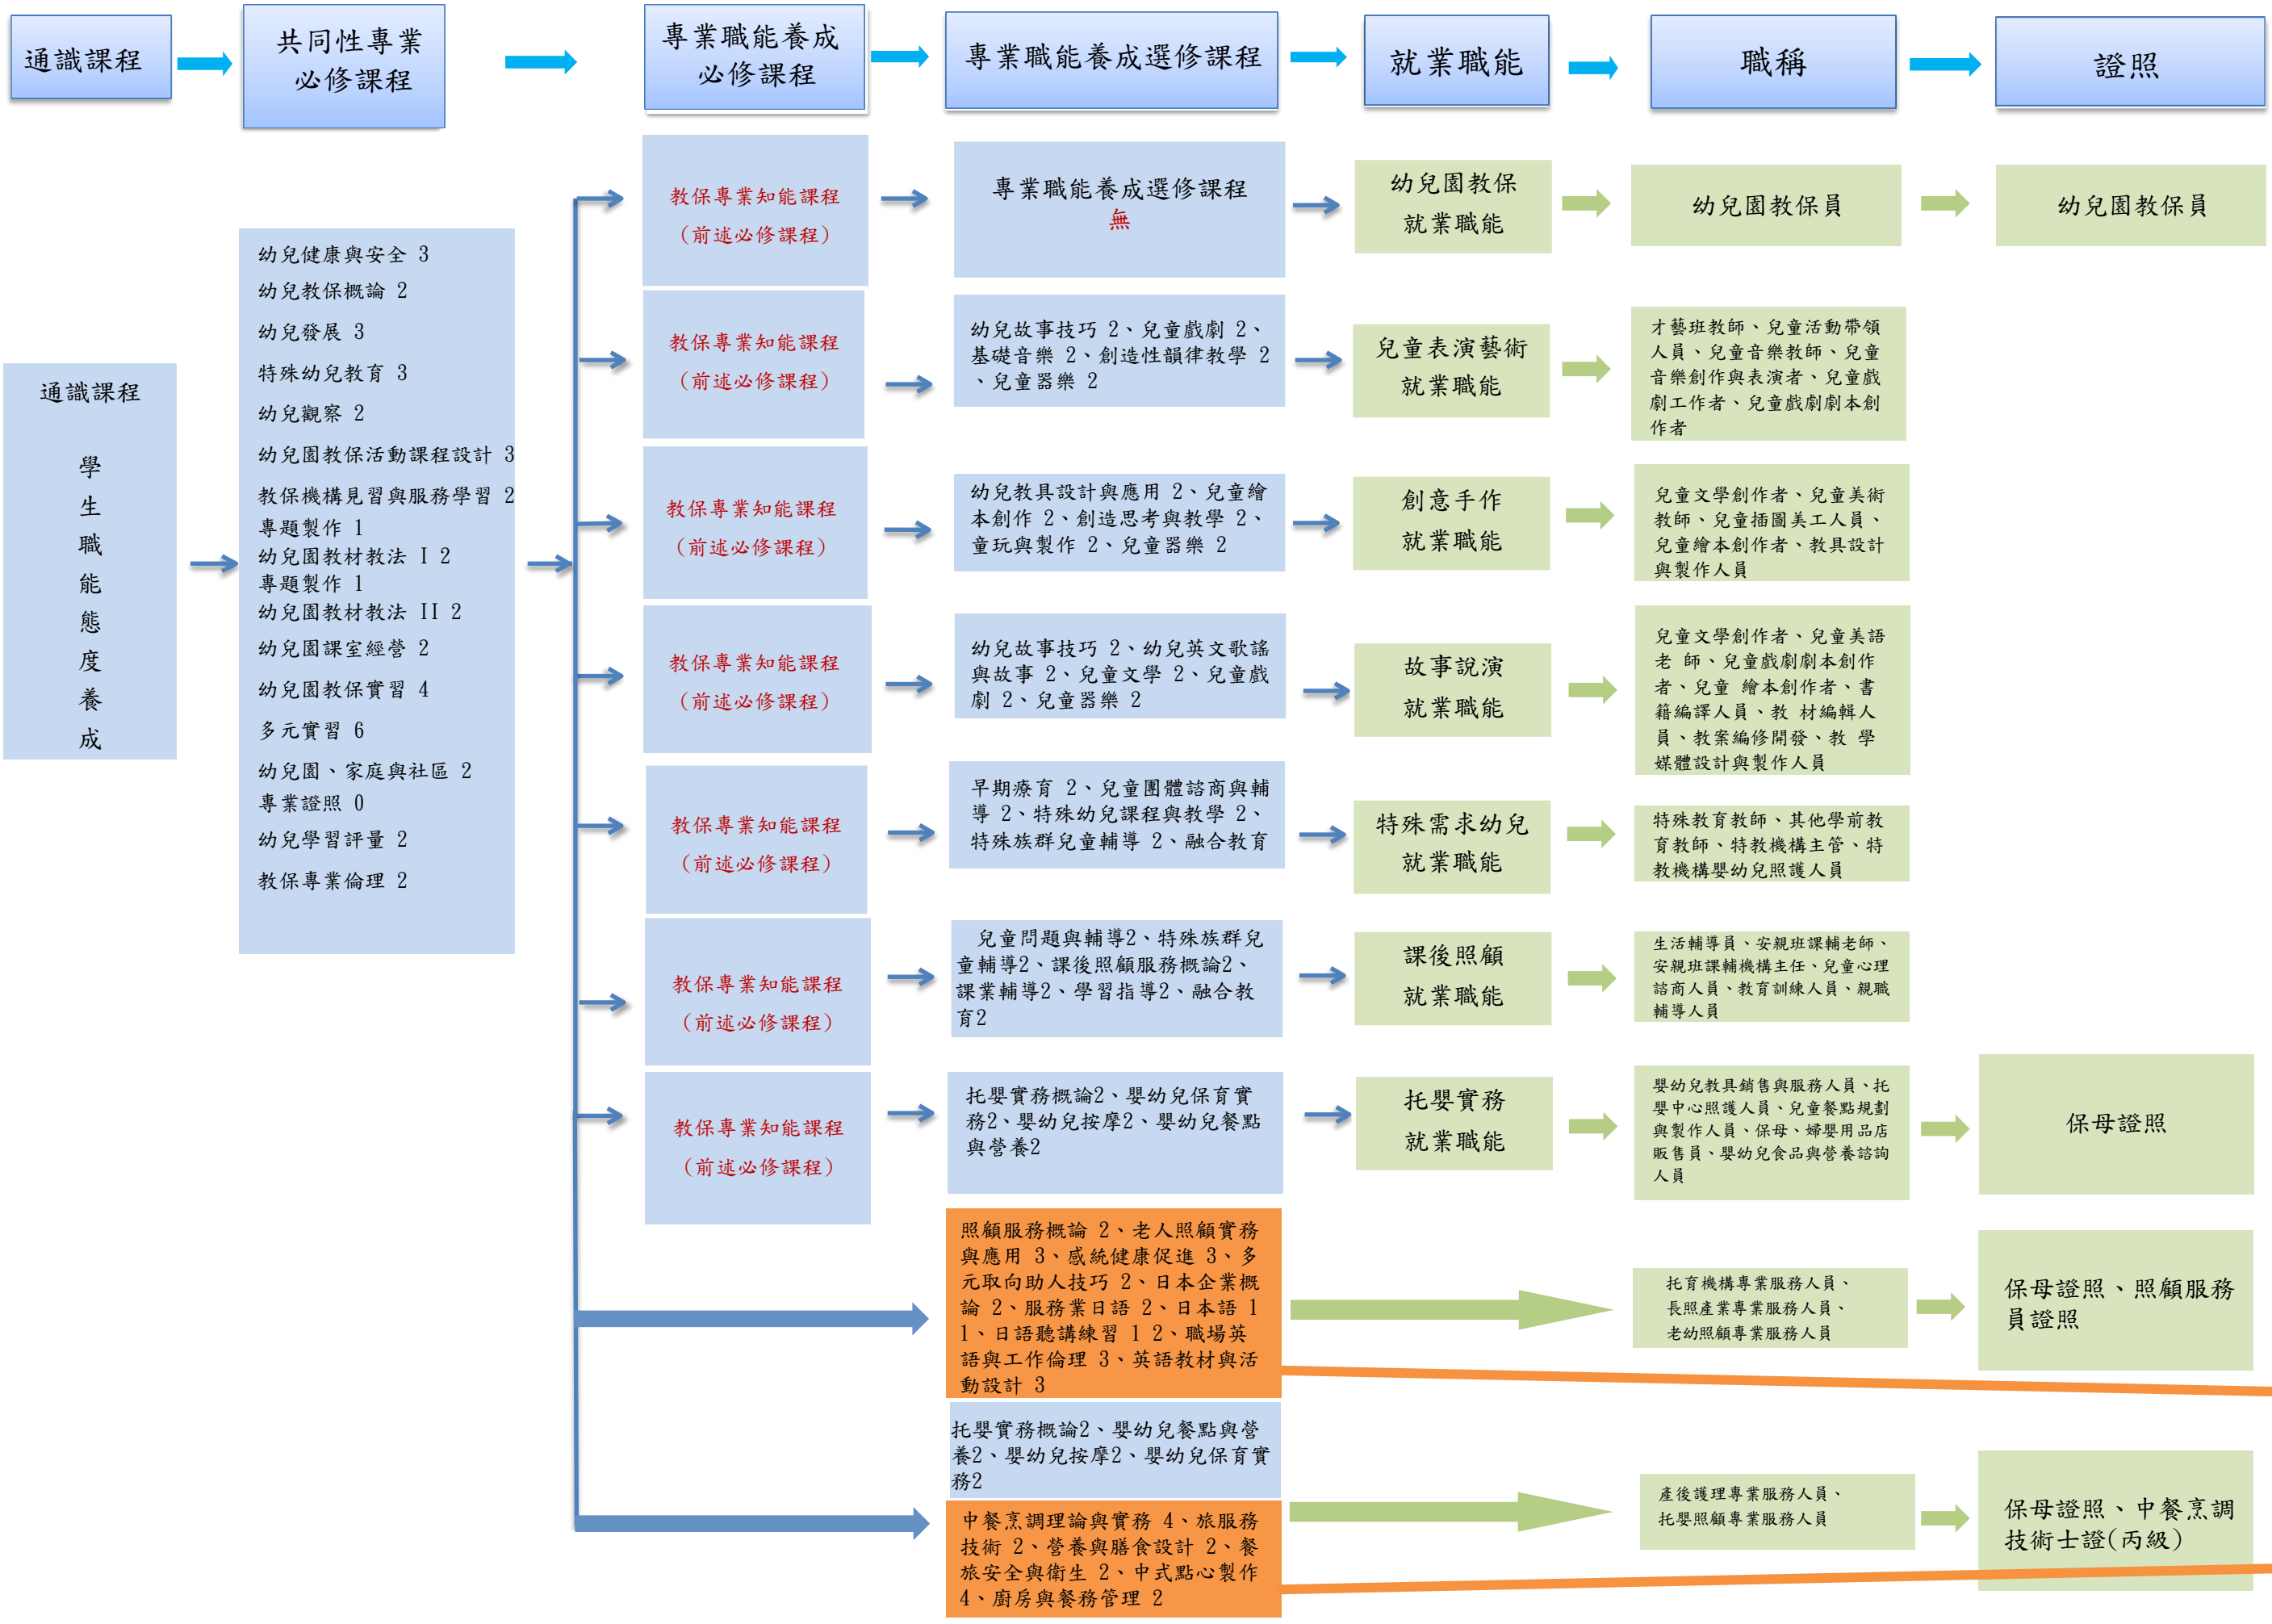 通識課程
共同性專業
必修課程
專業職能養成
必修課程
專業職能養成選修課程
就業職能
職稱
證照
通識課程
學
生
職
能
態
度
養
成
幼兒健康與安全 3
幼兒教保概論 2
幼兒發展 3
特殊幼兒教育 3
幼兒觀察 2
幼兒園教保活動課程設計 3
教保機構見習與服務學習 2
專題製作 1
幼兒園教材教法 I 2
專題製作 1
幼兒園教材教法 II 2
幼兒園課室經營 2
幼兒園教保實習 4
多元實習 6
幼兒園、家庭與社區 2
專業證照 0
幼兒學習評量 2
教保專業倫理 2
教保專業知能課程
(前述必修課程)
專業職能養成選修課程
無
幼兒園教保
就業職能
幼兒園教保員
幼兒園教保員
教保專業知能課程
(前述必修課程)
幼兒故事技巧 2、兒童戲劇 2、
基礎音樂 2、創造性韻律教學 2
、兒童器樂 2
兒童表演藝術
就業職能
才藝班教師、兒童活動帶領
人員、兒童音樂教師、兒童
音樂創作與表演者、兒童戲
劇工作者、兒童戲劇劇本創
作者
教保專業知能課程
(前述必修課程)
幼兒教具設計與應用 2、兒童繪
本創作 2、創造思考與教學 2、
童玩與製作 2、兒童器樂 2
創意手作
就業職能
兒童文學創作者、兒童美術
教師、兒童插圖美工人員、
兒童繪本創作者、教具設計
與製作人員
教保專業知能課程
(前述必修課程)
幼兒故事技巧 2、幼兒英文歌謠
與故事 2、兒童文學 2、兒童戲
劇 2、兒童器樂 2
故事說演
就業職能
兒童文學創作者、兒童美語
老 師、兒童戲劇劇本創作
者、兒童 繪本創作者、書
籍編譯人員、教 材編輯人
員、教案編修開發、教 學
媒體設計與製作人員
教保專業知能課程
(前述必修課程)
早期療育 2、兒童團體諮商與輔
導 2、特殊幼兒課程與教學 2、
特殊族群兒童輔導 2、融合教育
特殊需求幼兒
就業職能
特殊教育教師、其他學前教
育教師、特教機構主管、特
教機構嬰幼兒照護人員
教保專業知能課程
(前述必修課程)
兒童問題與輔導2、特殊族群兒
童輔導2、課後照顧服務概論2、
課業輔導2、學習指導2、融合教
育2
課後照顧
就業職能
生活輔導員、安親班課輔老師、
安親班課輔機構主任、兒童心理
諮商人員、教育訓練人員、親職
輔導人員
教保專業知能課程
(前述必修課程)
托嬰實務概論2、嬰幼兒保育實
務2、嬰幼兒按摩2、嬰幼兒餐點
與營養2
托嬰實務
就業職能
嬰幼兒教具銷售與服務人員、托
嬰中心照護人員、兒童餐點規劃
與製作人員、保母、婦嬰用品店
販售員、嬰幼兒食品與營養諮詢
人員
保母證照
照顧服務概論 2、老人照顧實務
與應用 3、感統健康促進 3、多
元取向助人技巧 2、日本企業概
論 2、服務業日語 2、日本語 1
1、日語聽講練習 1 2、職場英
語與工作倫理 3、英語教材與活
動設計 3
托育機構專業服務人員、
長照產業專業服務人員、
老幼照顧專業服務人員
保母證照、照顧服務
員證照
托嬰實務概論2、嬰幼兒餐點與營
養2、嬰幼兒按摩2、嬰幼兒保育實
務2
中餐烹調理論與實務 4、旅服務
技術 2、營養與膳食設計 2、餐
旅安全與衛生 2、中式點心製作
4、廚房與餐務管理 2
產後護理專業服務人員、
托嬰照顧專業服務人員
保母證照、中餐烹調
技術士證(丙級)